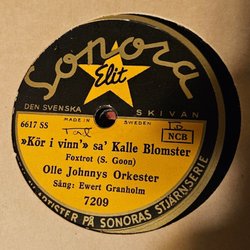 Sonora
Elit
DEN SVENSKA SKIVAN
6617 SS
MADE IN SWEDEN
NCB
»Kör i vinn'» sa' Kalle Blomster
Foxtrot (S. Goon)
Olle Johnnys Orkester
Sång: Ewert Granholm
7209
ARTISTER PÅ SONORAS STJÄRNSERIE